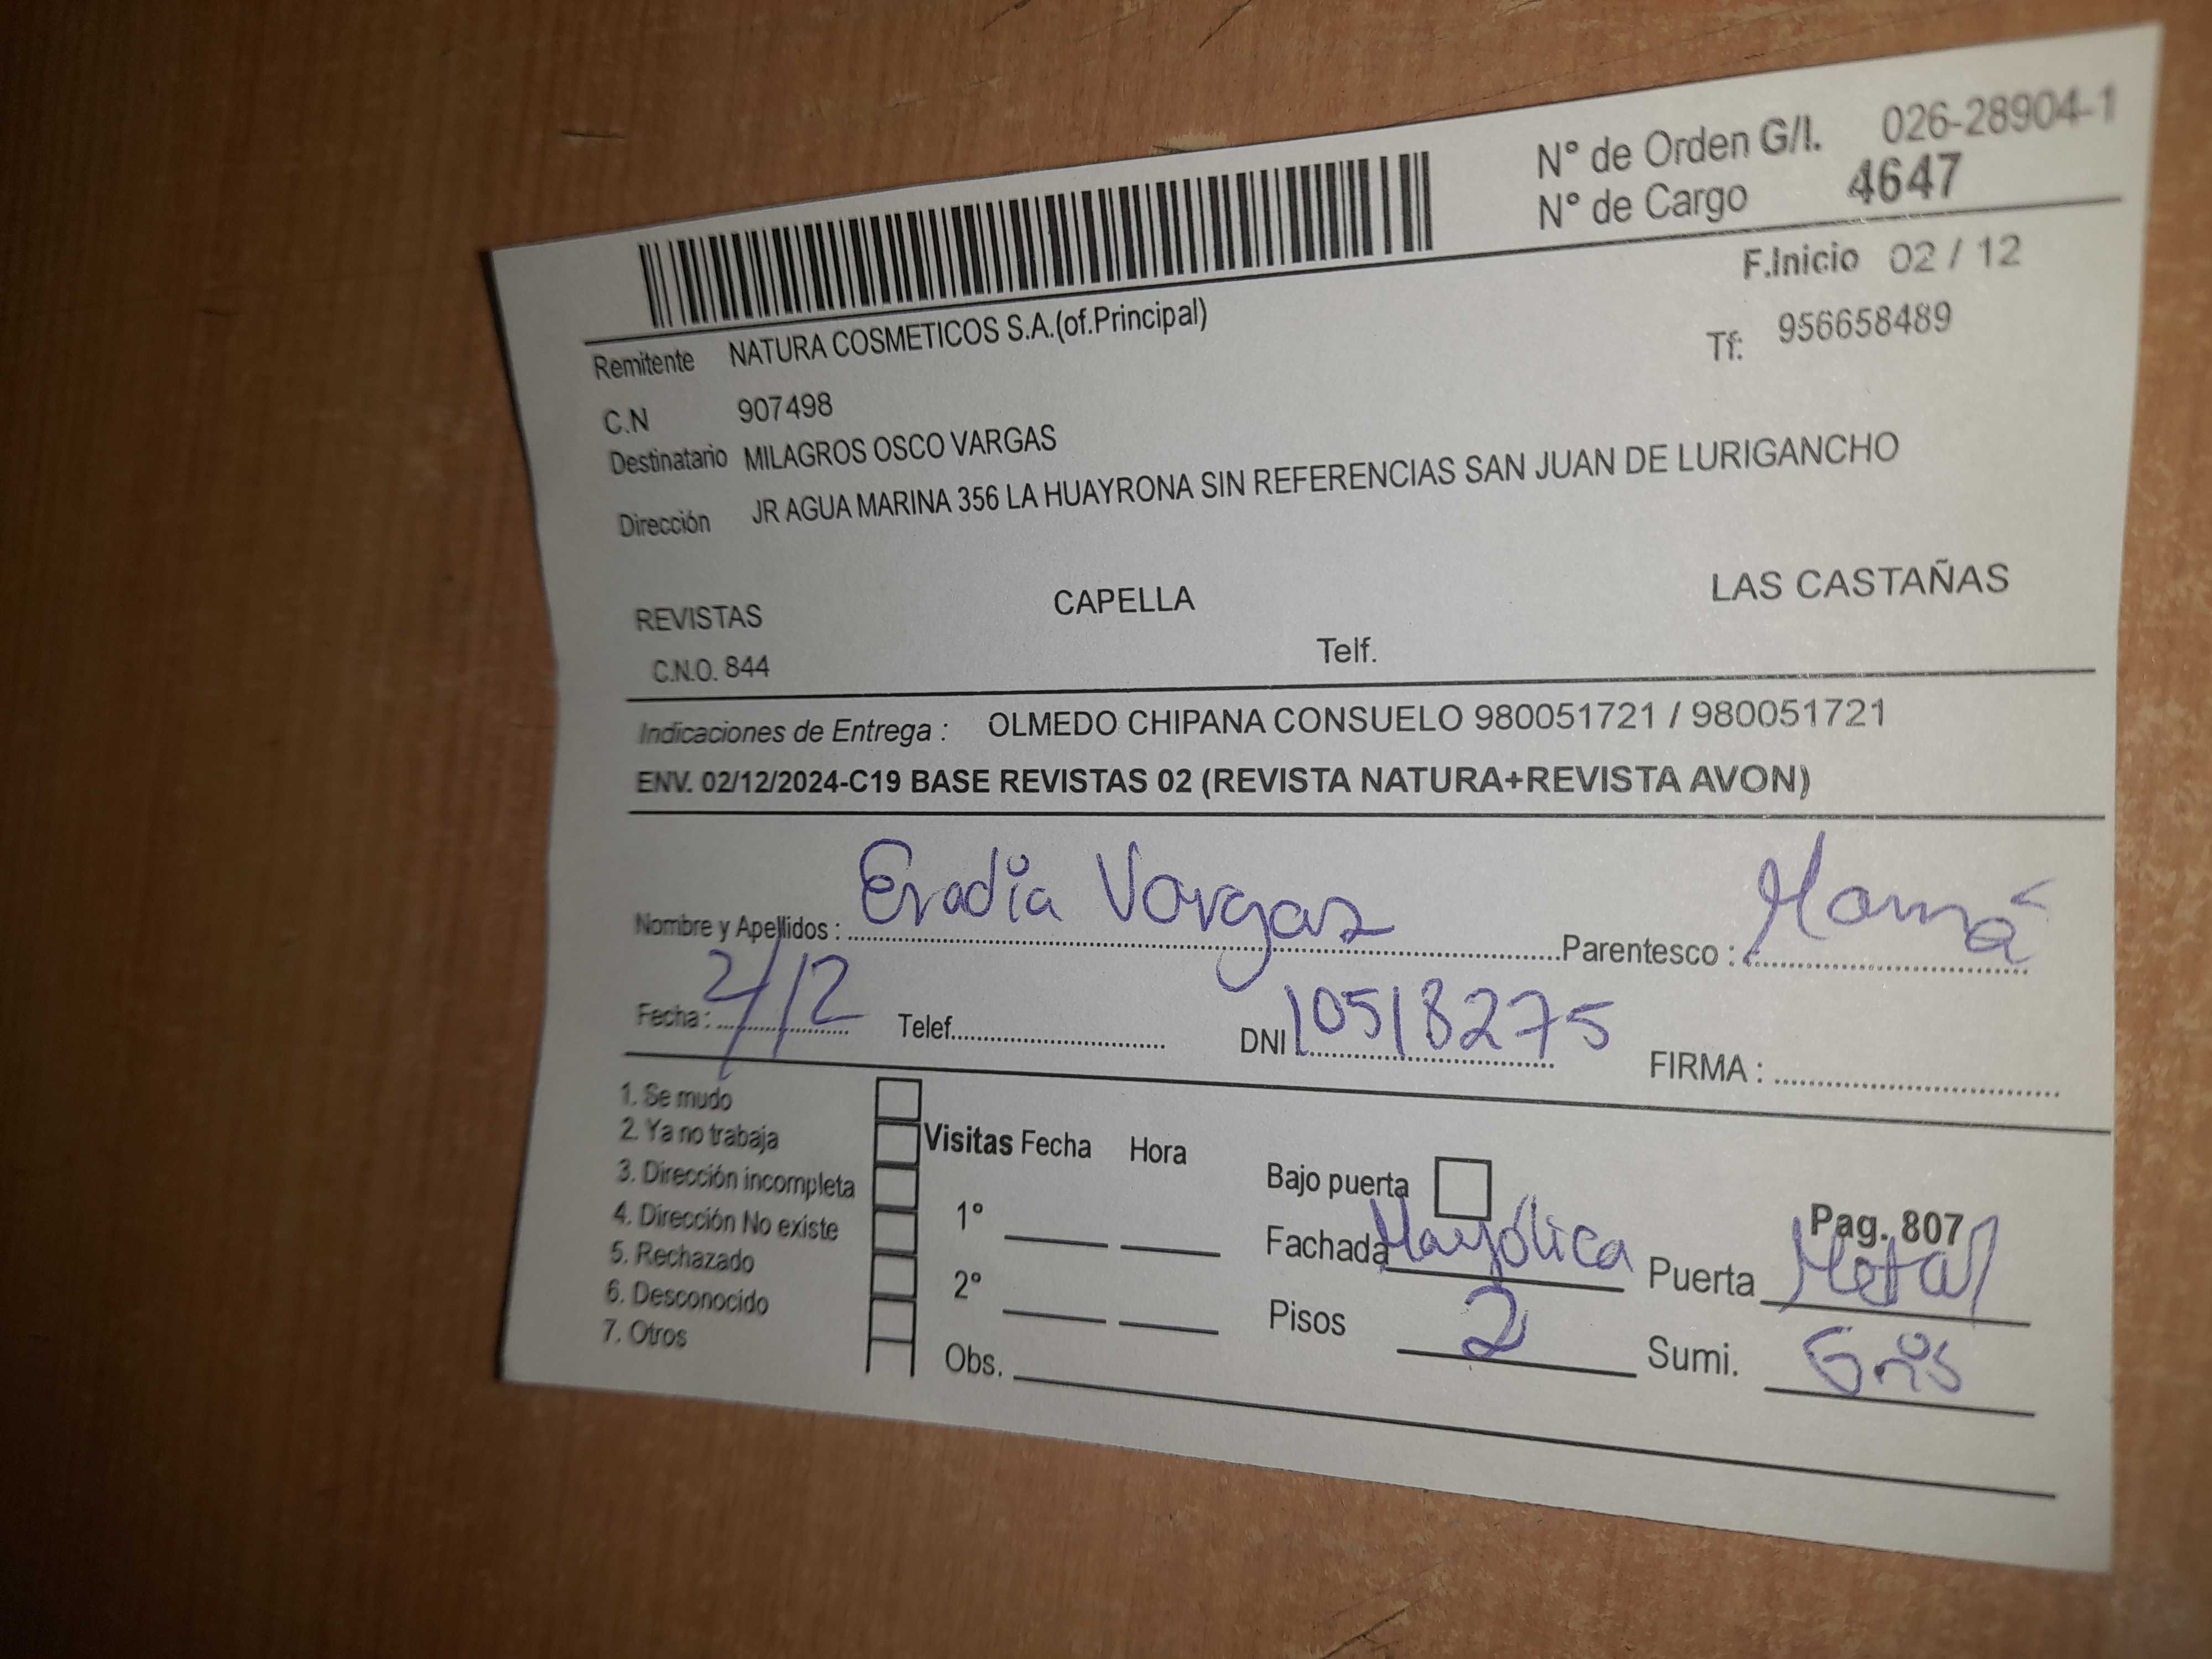 N° de Orden G/I. 026-28904-1
N° de Cargo 4647
F.Inicio 02 / 12
Remitente NATURA COSMETICOS S.A.(of.Principal)
Tf: 956658489
C.N 907498
Destinatario MILAGROS OSCO VARGAS
Dirección JR AGUA MARINA 356 LA HUAYRONA SIN REFERENCIAS SAN JUAN DE LURIGANCHO
REVISTAS CAPELLA LAS CASTAÑAS
C.N.O. 844 Telf.
Indicaciones de Entrega : OLMEDO CHIPANA CONSUELO 980051721 / 980051721
ENV. 02/12/2024-C19 BASE REVISTAS 02 (REVISTA NATURA+REVISTA AVON)
Nombre y Apellidos : Eradia Vargas Parentesco : Mamá
Fecha : 2/12 Telef. DNI 10518275 FIRMA :
1. Se mudo
2. Ya no trabaja
3. Dirección incompleta
4. Dirección No existe
5. Rechazado
6. Desconocido
7. Otros
Visitas Fecha Hora
1°
2°
Obs.
Bajo puerta
Pag. 807
Fachada Mayólica Puerta Metal
Pisos 2 Sumi. Gris